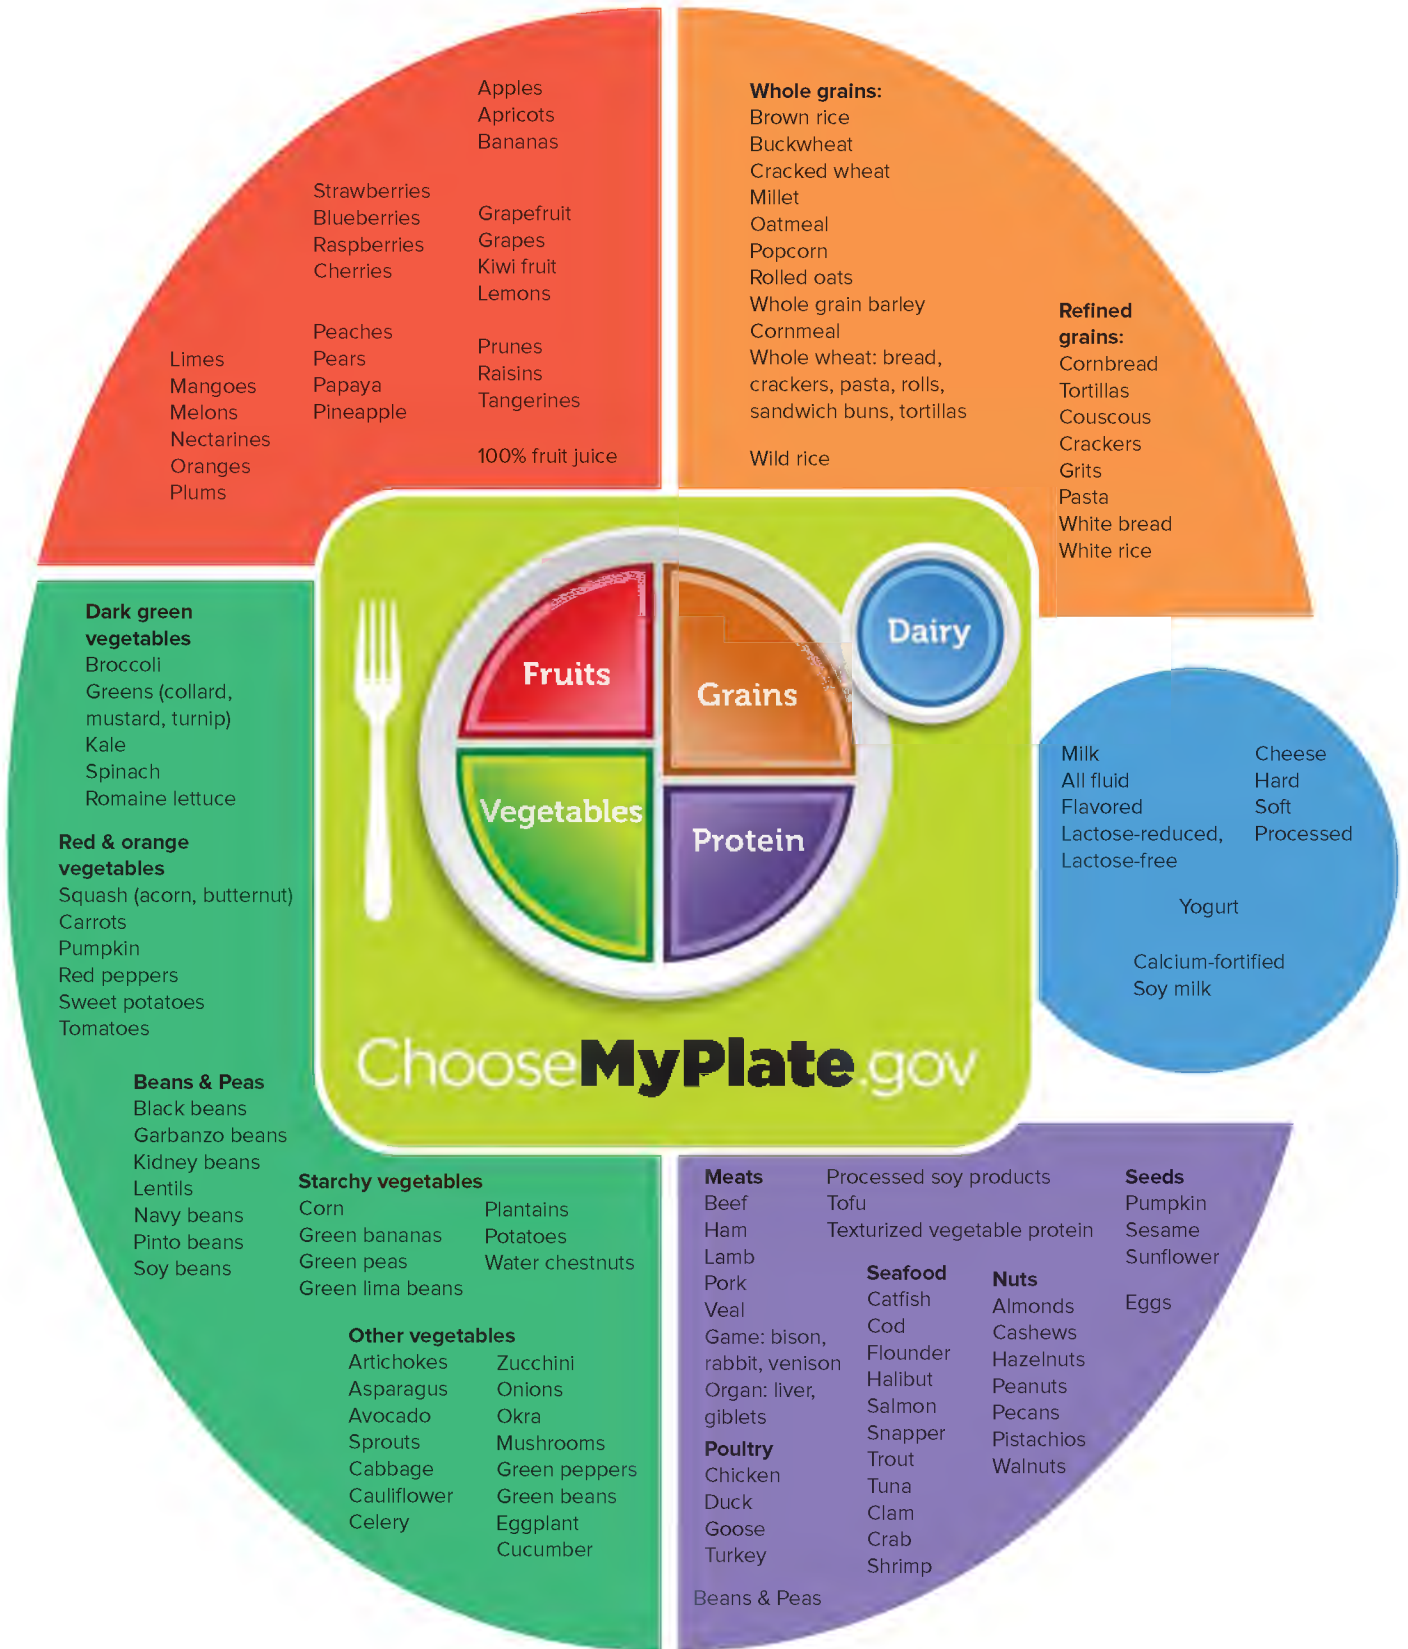 Apples
Apricots
Bananas
Strawberries
Blueberries
Raspberries
Cherries
Grapefruit
Grapes
Kiwi fruit
Lemons
Limes
Mangoes
Melons
Nectarines
Oranges
Plums
Peaches
Pears
Papaya
Pineapple
Prunes
Raisins
Tangerines
100% fruit juice
Whole grains:
Brown rice
Buckwheat
Cracked wheat
Millet
Oatmeal
Popcorn
Rolled oats
Whole grain barley
Cornmeal
Whole wheat: bread,
crackers, pasta, rolls,
sandwich buns, tortillas
Wild rice
Refined
grains:
Cornbread
Tortillas
Couscous
Crackers
Grits
Pasta
White bread
White rice
Fruits
Grains
Dairy
Vegetables
Protein
ChooseMyPlate.gov
Milk
All fluid
Flavored
Lactose-reduced,
Lactose-free
Cheese
Hard
Soft
Processed
Yogurt
Calcium-fortified
Soy milk
Dark green
vegetables
Broccoli
Greens (collard,
mustard, turnip)
Kale
Spinach
Romaine lettuce
Red & orange
vegetables
Squash (acorn, butternut)
Carrots
Pumpkin
Red peppers
Sweet potatoes
Tomatoes
Beans & Peas
Black beans
Garbanzo beans
Kidney beans
Lentils
Navy beans
Pinto beans
Soy beans
Starchy vegetables
Corn
Green bananas
Green peas
Green lima beans
Plantains
Potatoes
Water chestnuts
Other vegetables
Artichokes
Asparagus
Avocado
Sprouts
Cabbage
Cauliflower
Celery
Zucchini
Onions
Okra
Mushrooms
Green peppers
Green beans
Eggplant
Cucumber
Meats
Beef
Ham
Lamb
Pork
Veal
Game: bison,
rabbit, venison
Organ: liver,
giblets
Poultry
Chicken
Duck
Goose
Turkey
Beans & Peas
Processed soy products
Tofu
Texturized vegetable protein
Seafood
Catfish
Cod
Flounder
Halibut
Salmon
Snapper
Trout
Tuna
Clam
Crab
Shrimp
Nuts
Almonds
Cashews
Hazelnuts
Peanuts
Pecans
Pistachios
Walnuts
Seeds
Pumpkin
Sesame
Sunflower
Eggs